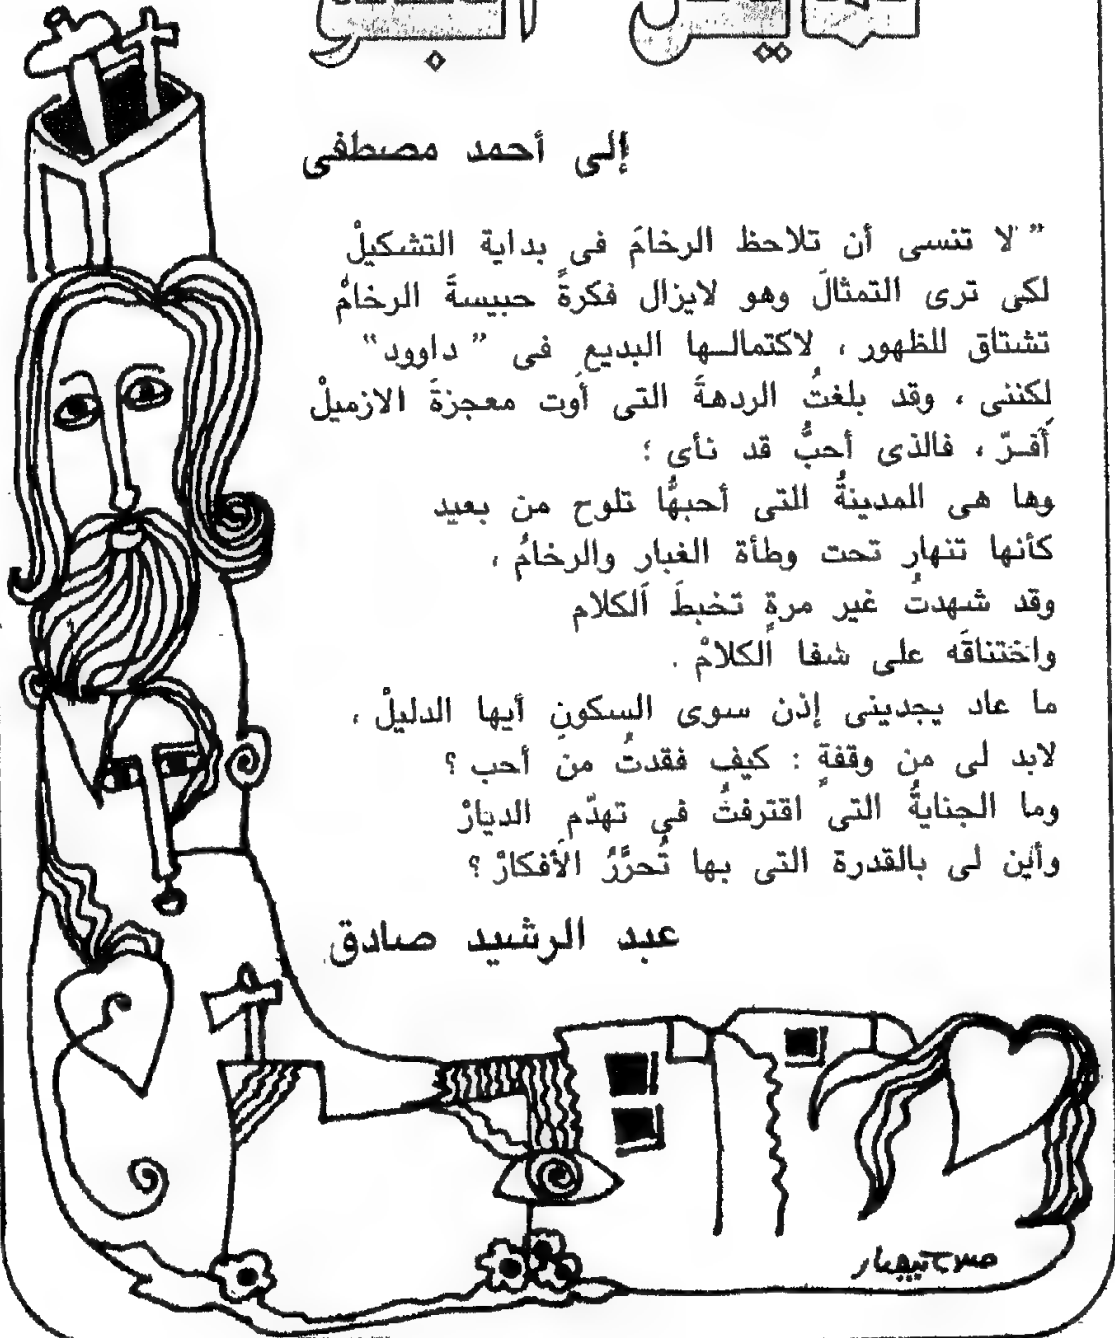 إلى أحمد مصطفى
" لا تنسى أن تلاحظ الرخامَ فى بداية التشكيلْ
لكى ترى التمثالَ وهو لايزال فكرةً حبيسةَ الرخامْ
تشتاق للظهور ، لاكتمالها البديع فى " داوود "
لكننى ، وقد بلغتُ الردهةَ التى أوت معجزةَ الازميلْ
أَفرّ ، فالذى أحبُّ قد نأى ؛
وها هى المدينةُ التى أحبهُّا تلوح من بعيد
كأنها تنهار تحت وطأة الغبار والرخامُ ،
وقد شهدتُ غير مرةٍ تخبطَ الكلام
واختناقَه على شفا الكلامْ .
ما عاد يجدينى إذن سوى السكونِ أيها الدليلْ ،
لابد لى من وقفةٍ : كيف فقدتُ من أحب ؟
وما الجنايةُ التى اقترفتُ فى تهدّم الديارْ
وأين لى بالقدرة التى بها تُحرَّرُ الأفكارْ ؟
عبد الرشيد صادق